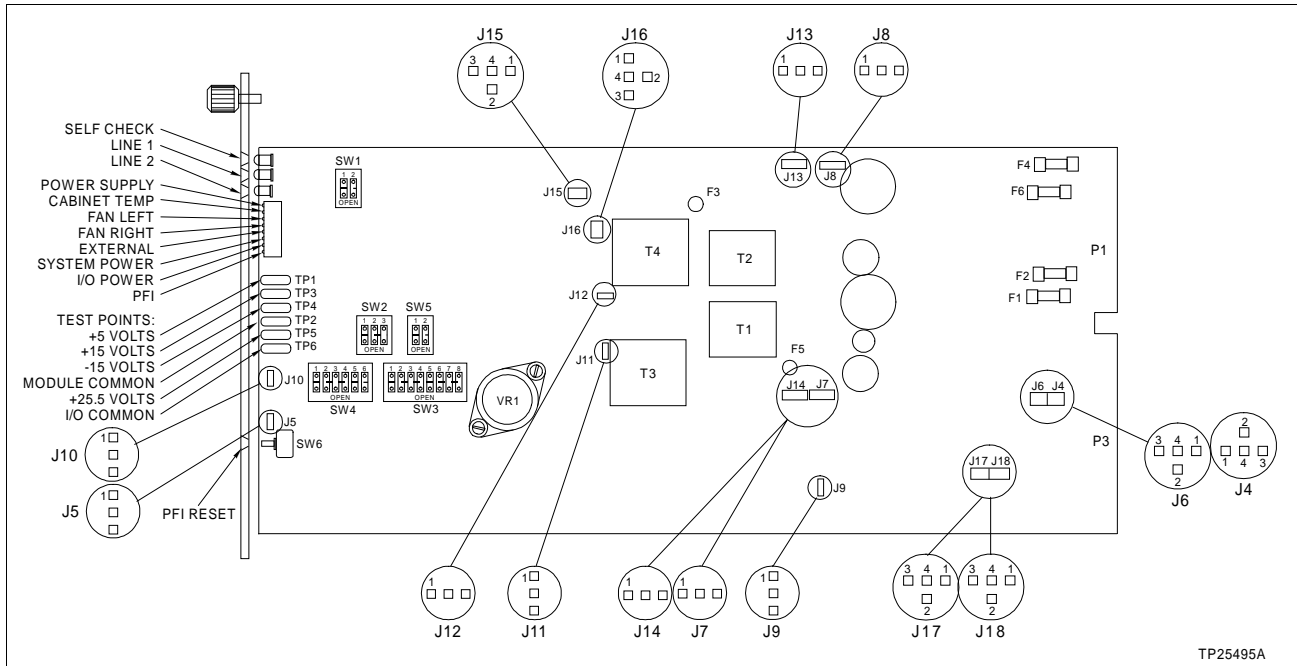 J15
J16
J13
J8
3 4 1
2
1
4 2
3
1
1
SELF CHECK
LINE 1
LINE 2
POWER SUPPLY
CABINET TEMP
FAN LEFT
FAN RIGHT
EXTERNAL
SYSTEM POWER
I/O POWER
PFI
TEST POINTS:
+5 VOLTS
+15 VOLTS
-15 VOLTS
MODULE COMMON
+25.5 VOLTS
I/O COMMON
TP1
TP3
TP4
TP2
TP5
TP6
SW1
1 2
OPEN
J15
J16
F3
J13
J8
F4
F6
F2
F1
P1
T4
T2
J12
SW2
1 2 3
OPEN
SW5
1 2
OPEN
T1
J11
T3
F5
J14 J7
J10
1 2 3 4 5 6
OPEN
SW4
1 2 3 4 5 6 7 8
OPEN
SW3
VR1
J5
SW6
J6 J4
P3
J10
1
J5
1
PFI RESET
J17 J18
J9
3 4 1
2
J6
2
1 4 3
J4
1
J12
1
J11
1
J14
1
J7
1
J9
3 4 1
2
J17
3 4 1
2
J18
TP25495A